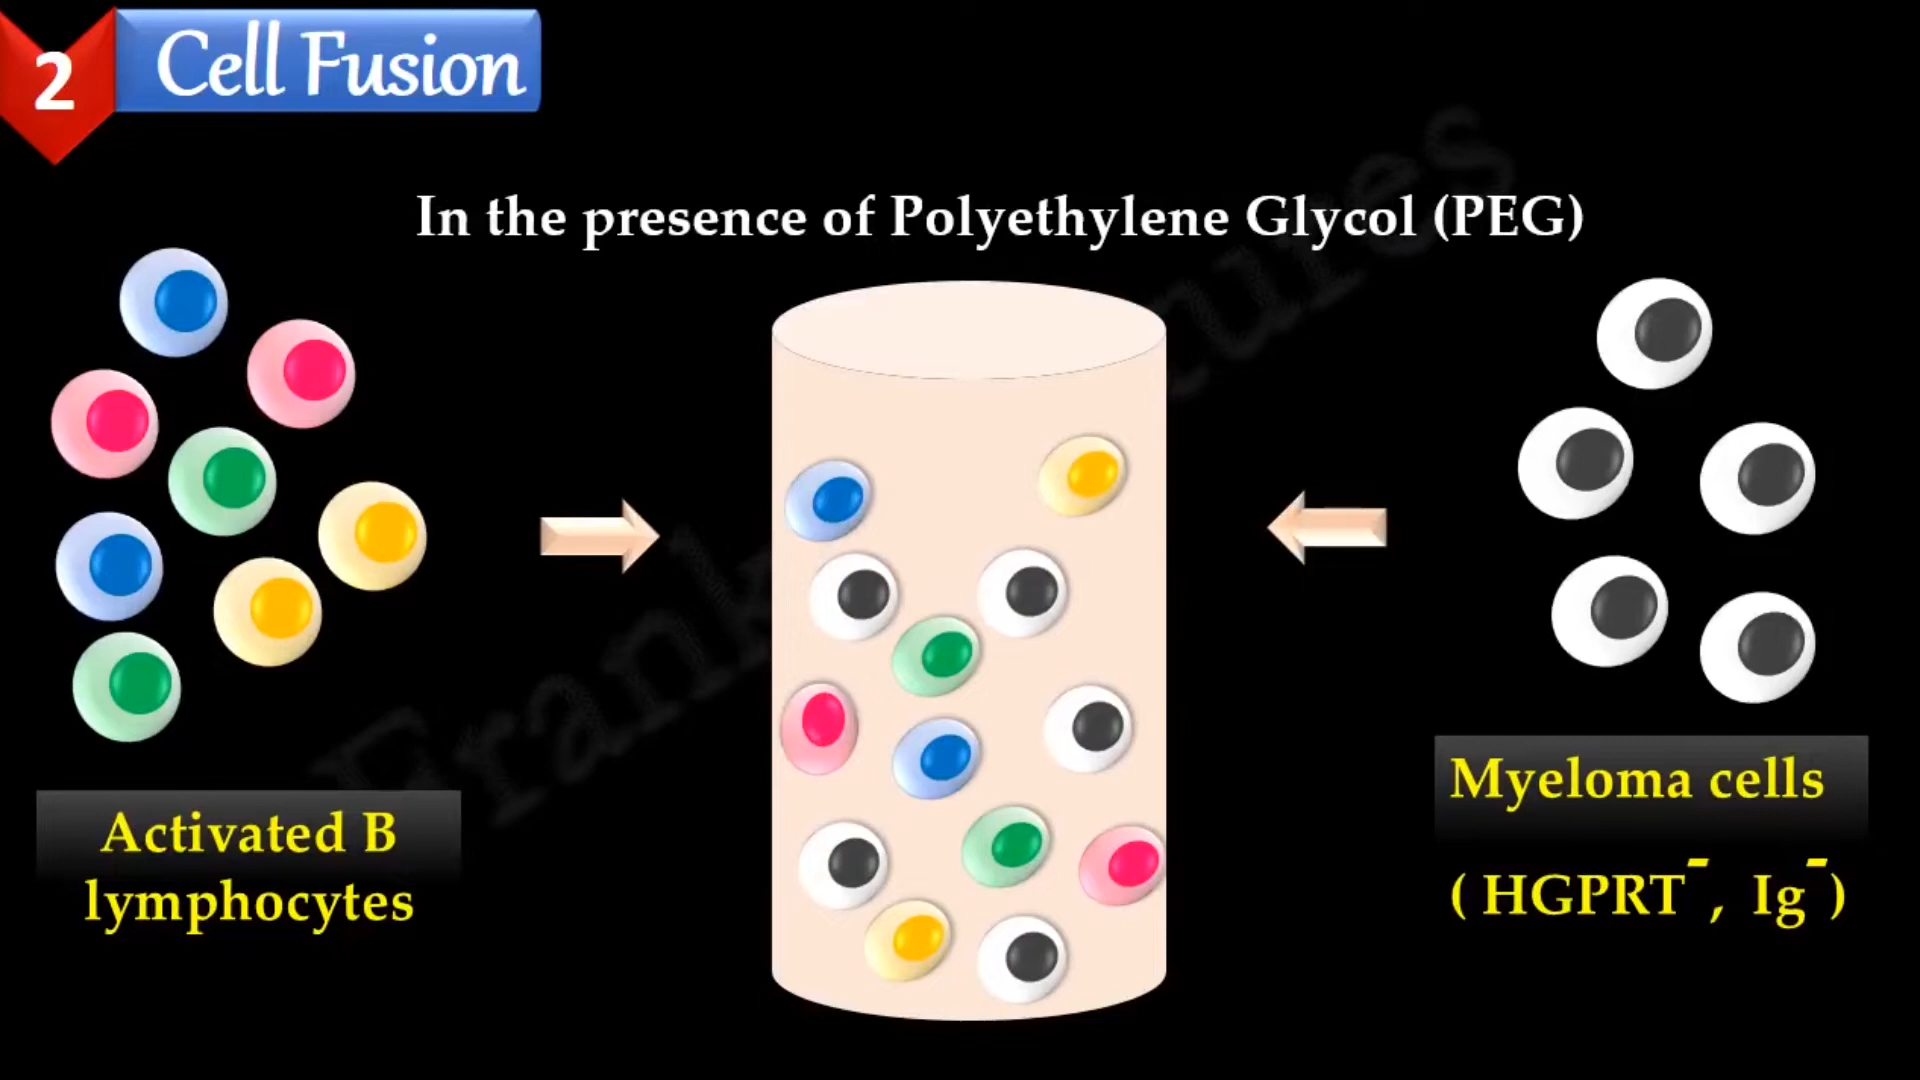 2
Cell Fusion
In the presence of Polyethylene Glycol (PEG)
Activated B
lymphocytes
Myeloma cells
( HGPRT⁻, Ig⁻)